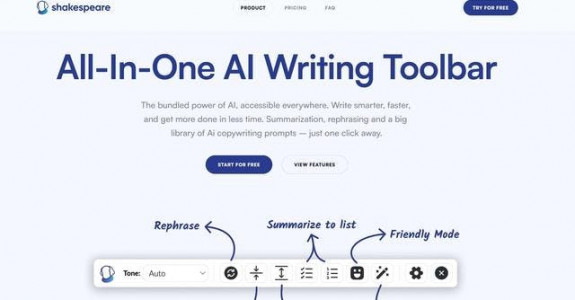 shakespeare
PRODUCT PRICING FAQ
TRY FOR FREE
All-In-One AI Writing Toolbar
The bundled power of AI, accessible everywhere. Write smarter, faster,
and get more done in less time. Summarization, rephrasing and a big
library of Ai copywriting prompts – just one click away.
START FOR FREE VIEW FEATURES
Rephrase Summarize to list Friendly Mode
Tone: Auto